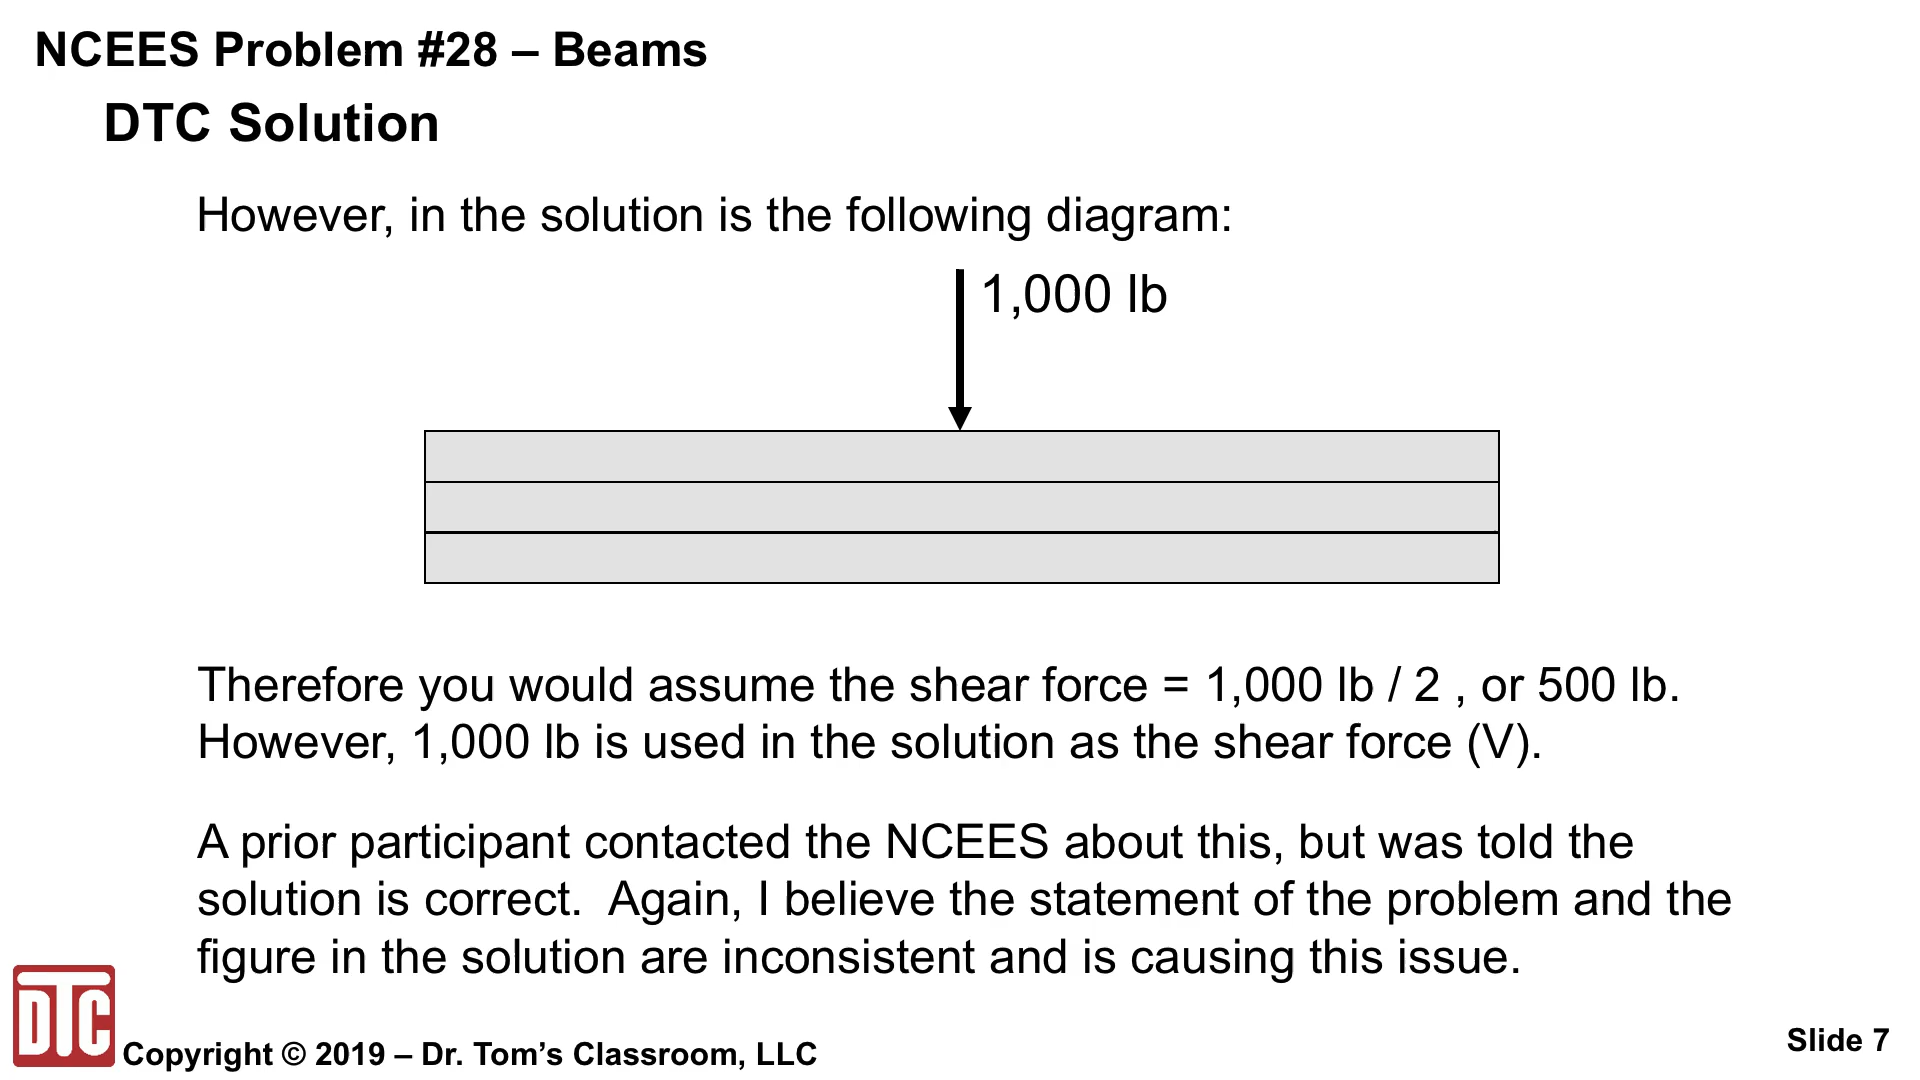 NCEES Problem #28 – Beams
DTC Solution
However, in the solution is the following diagram:
1,000 lb
Therefore you would assume the shear force = 1,000 lb / 2 , or 500 lb.
However, 1,000 lb is used in the solution as the shear force (V).
A prior participant contacted the NCEES about this, but was told the
solution is correct.  Again, I believe the statement of the problem and the
figure in the solution are inconsistent and is causing this issue.
DTC
Copyright © 2019 – Dr. Tom’s Classroom, LLC
Slide 7